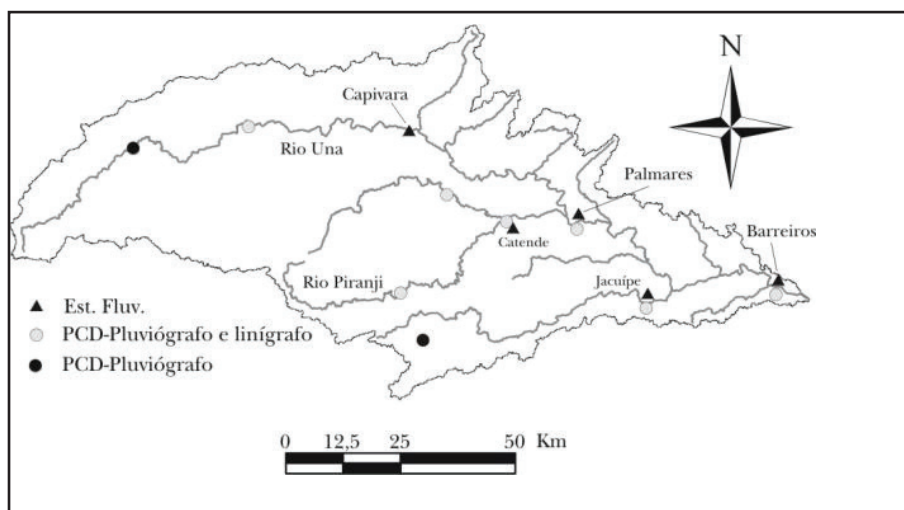 N
Capivara
Rio Una
Palmares
Catende
Barreiros
Rio Piranji
Jacuípe
Est. Fluv.
PCD-Pluviógrafo e linígrafo
PCD-Pluviógrafo
0 12,5 25 50 Km